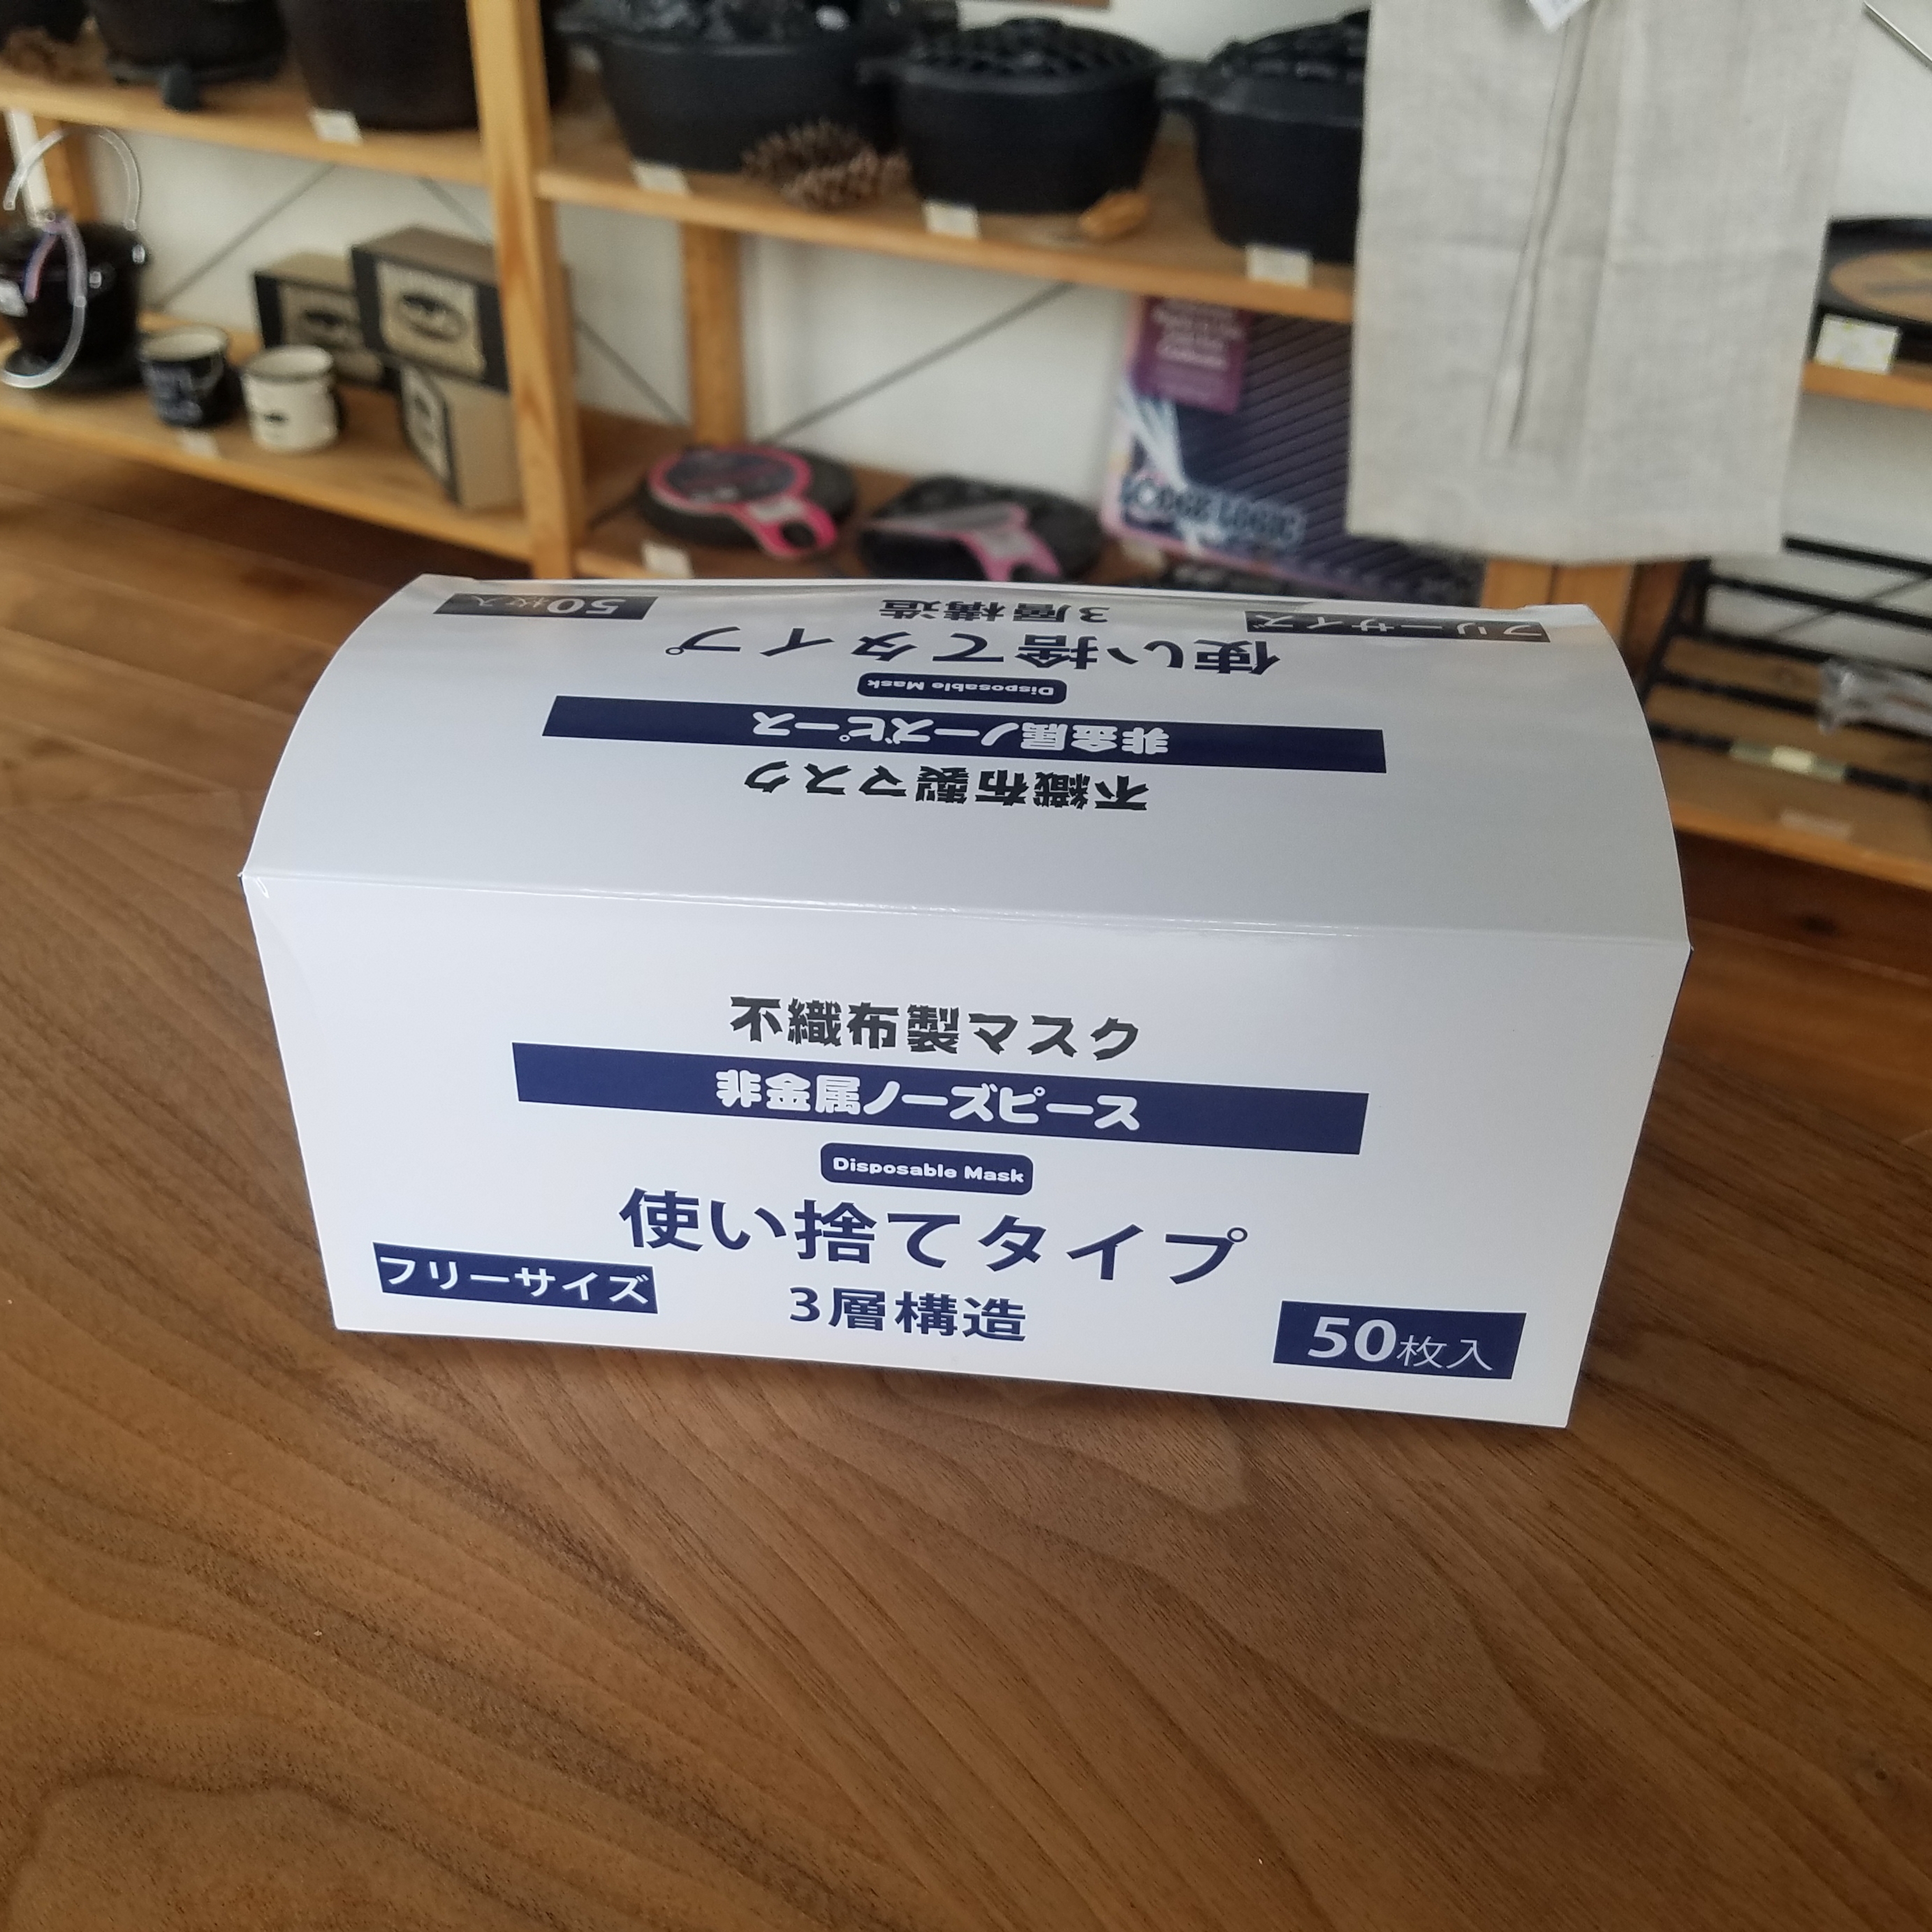 50枚入
3層構造
フリーサイズ
使い捨てタイプ
Disposable Mask
非金属ノーズピース
不織布製マスク
不織布製マスク
非金属ノーズピース
Disposable Mask
使い捨てタイプ
フリーサイズ
3層構造
50枚入
LODGE LOGIC